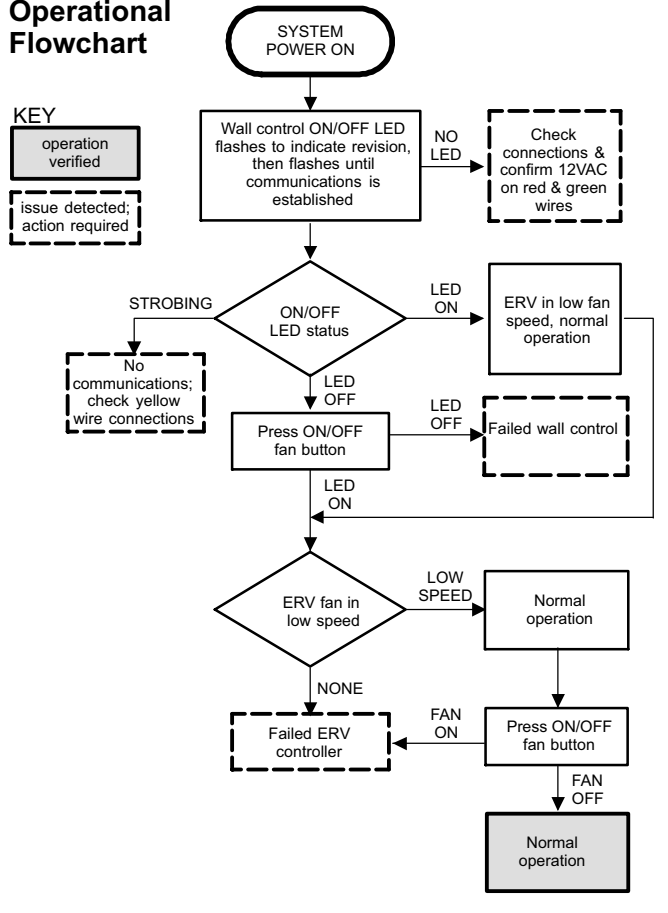 Operational
Flowchart
SYSTEM
POWER ON
KEY
operation
verified
issue detected;
action required
Wall control ON/OFF LED
flashes to indicate revision,
then flashes until
communications is
established
NO
LED
Check
connections &
confirm 12VAC
on red & green
wires
STROBING
ON/OFF
LED status
LED
ON
ERV in low fan
speed, normal
operation
No
communications;
check yellow
wire connections
LED
OFF
Press ON/OFF
fan button
LED
OFF
Failed wall control
LED
ON
ERV fan in
low speed
LOW
SPEED
Normal
operation
NONE
Failed ERV
controller
FAN
ON
Press ON/OFF
fan button
FAN
OFF
Normal
operation